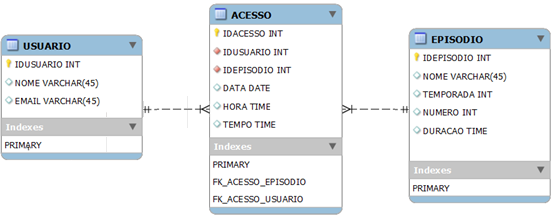 USUARIO
IDUSUARIO INT
NOME VARCHAR(45)
EMAIL VARCHAR(45)
Indexes
PRIMARY
ACESSO
IDACESSO INT
IDUSUARIO INT
IDEPISODIO INT
DATA DATE
HORA TIME
TEMPO TIME
Indexes
PRIMARY
FK_ACESSO_EPISODIO
FK_ACESSO_USUARIO
EPISODIO
IDEPISODIO INT
NOME VARCHAR(45)
TEMPORADA INT
NUMERO INT
DURACAO TIME
Indexes
PRIMARY